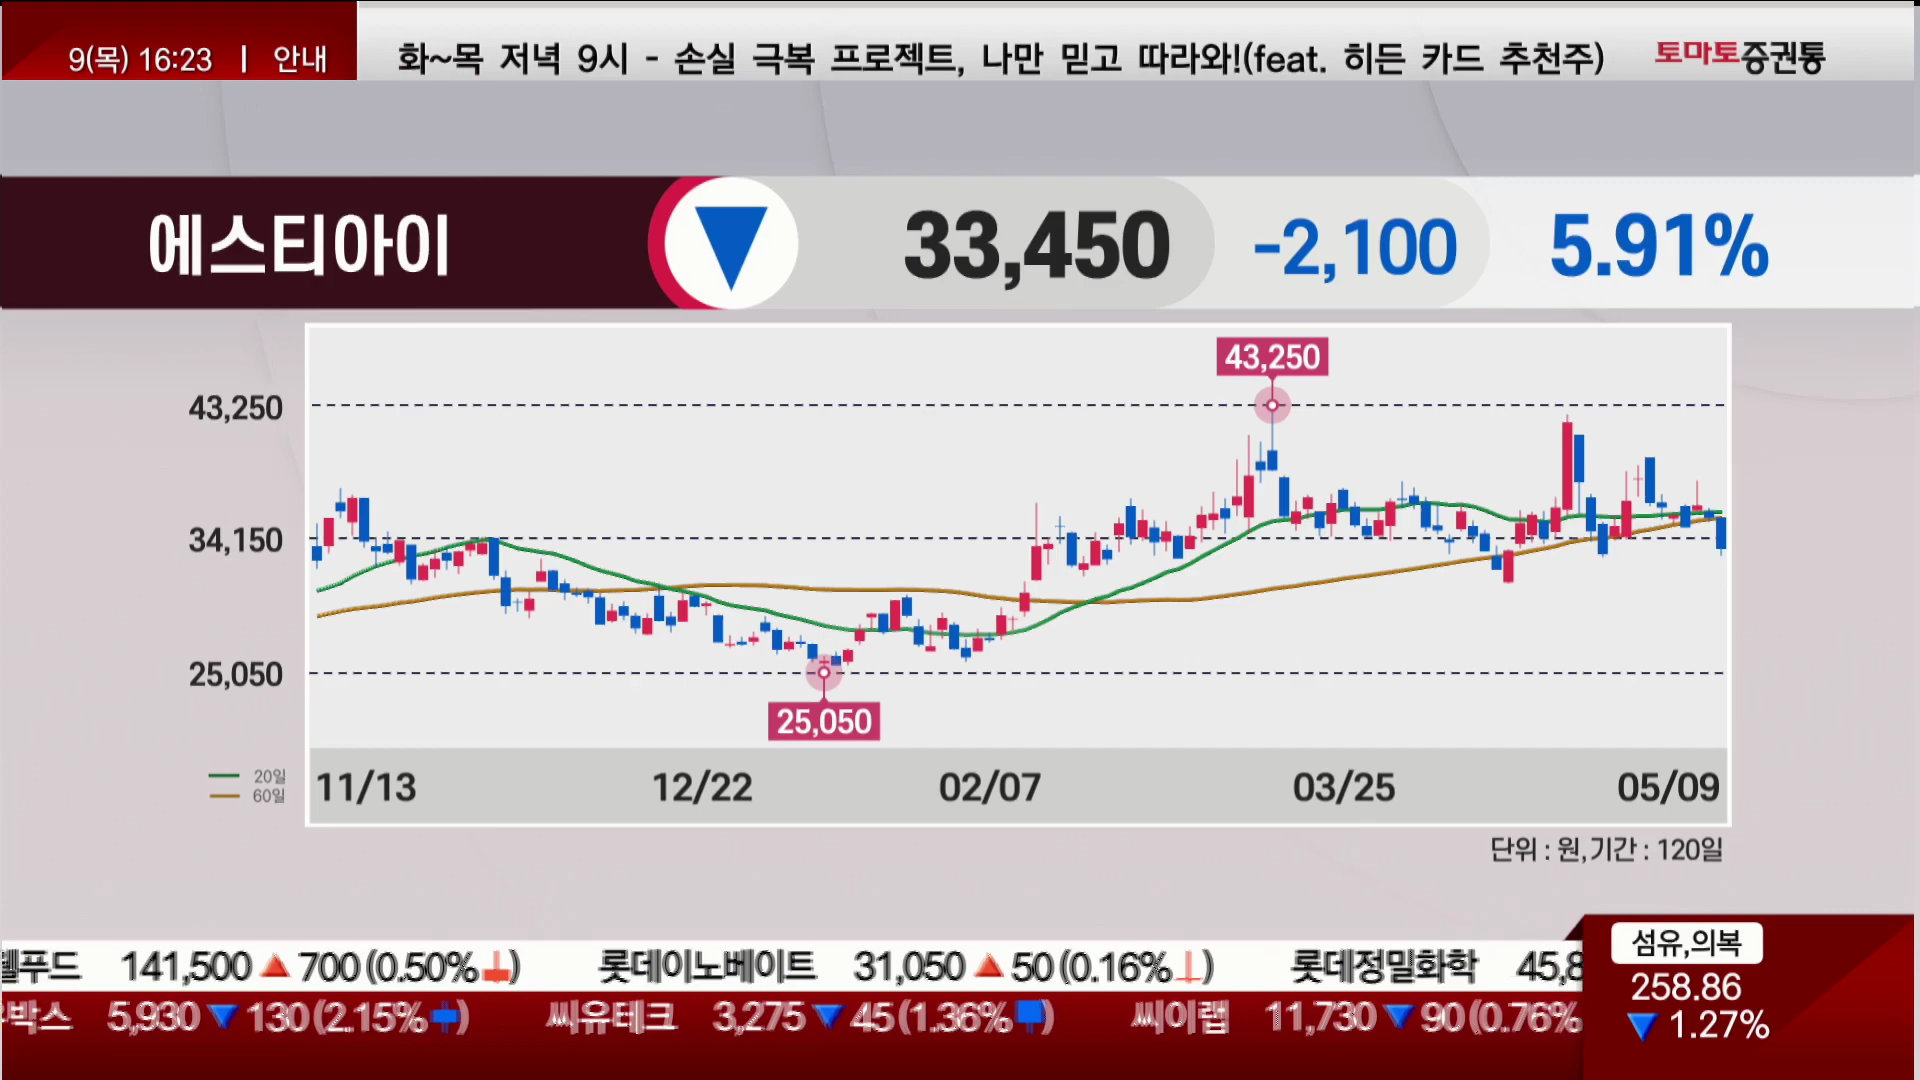 9(목) 16:23 | 안내
화~목 저녁 9시 - 손실 극복 프로젝트, 나만 믿고 따라와!(feat. 히든 카드 추천주)
토마토증권통
에스티아이 ▼ 33,450 -2,100 5.91%
43,250
43,250
34,150
25,050
25,050
20일
60일
11/13 12/22 02/07 03/25 05/09
단위 : 원, 기간 : 120일
푸드 141,500 ▲ 700 (0.50%) 롯데이노베이트 31,050 ▲ 50 (0.16%) 롯데정밀화학 45,8
박스 5,930 ▼ 130 (2.15%) 씨유테크 3,275 ▼ 45 (1.36%) 씨이랩 11,730 ▼ 90 (0.76%
섬유,의복
258.86
▼ 1.27%